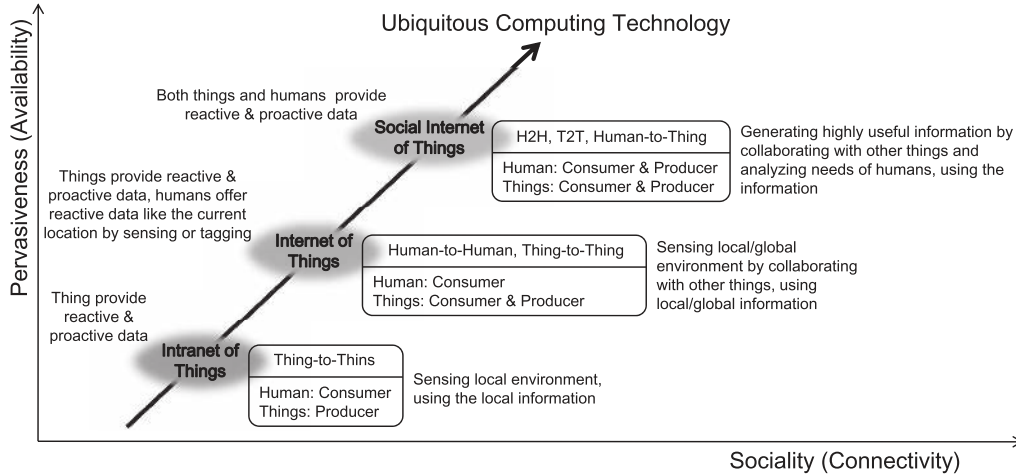 Ubiquitous Computing Technology
Pervasiveness (Availability)
Both things and humans provide
reactive & proactive data
Social Internet
of Things
H2H, T2T, Human-to-Thing
Human: Consumer & Producer
Things: Consumer & Producer
Generating highly useful information by
collaborating with other things and
analyzing needs of humans, using the
information
Things provide reactive &
proactive data, humans offer
reactive data like the current
location by sensing or tagging
Internet of
Things
Human-to-Human, Thing-to-Thing
Human: Consumer
Things: Consumer & Producer
Sensing local/global
environment by collaborating
with other things, using
local/global information
Thing provide
reactive &
proactive data
Intranet of
Things
Thing-to-Thins
Human: Consumer
Things: Producer
Sensing local environment,
using the local information
Sociality (Connectivity)